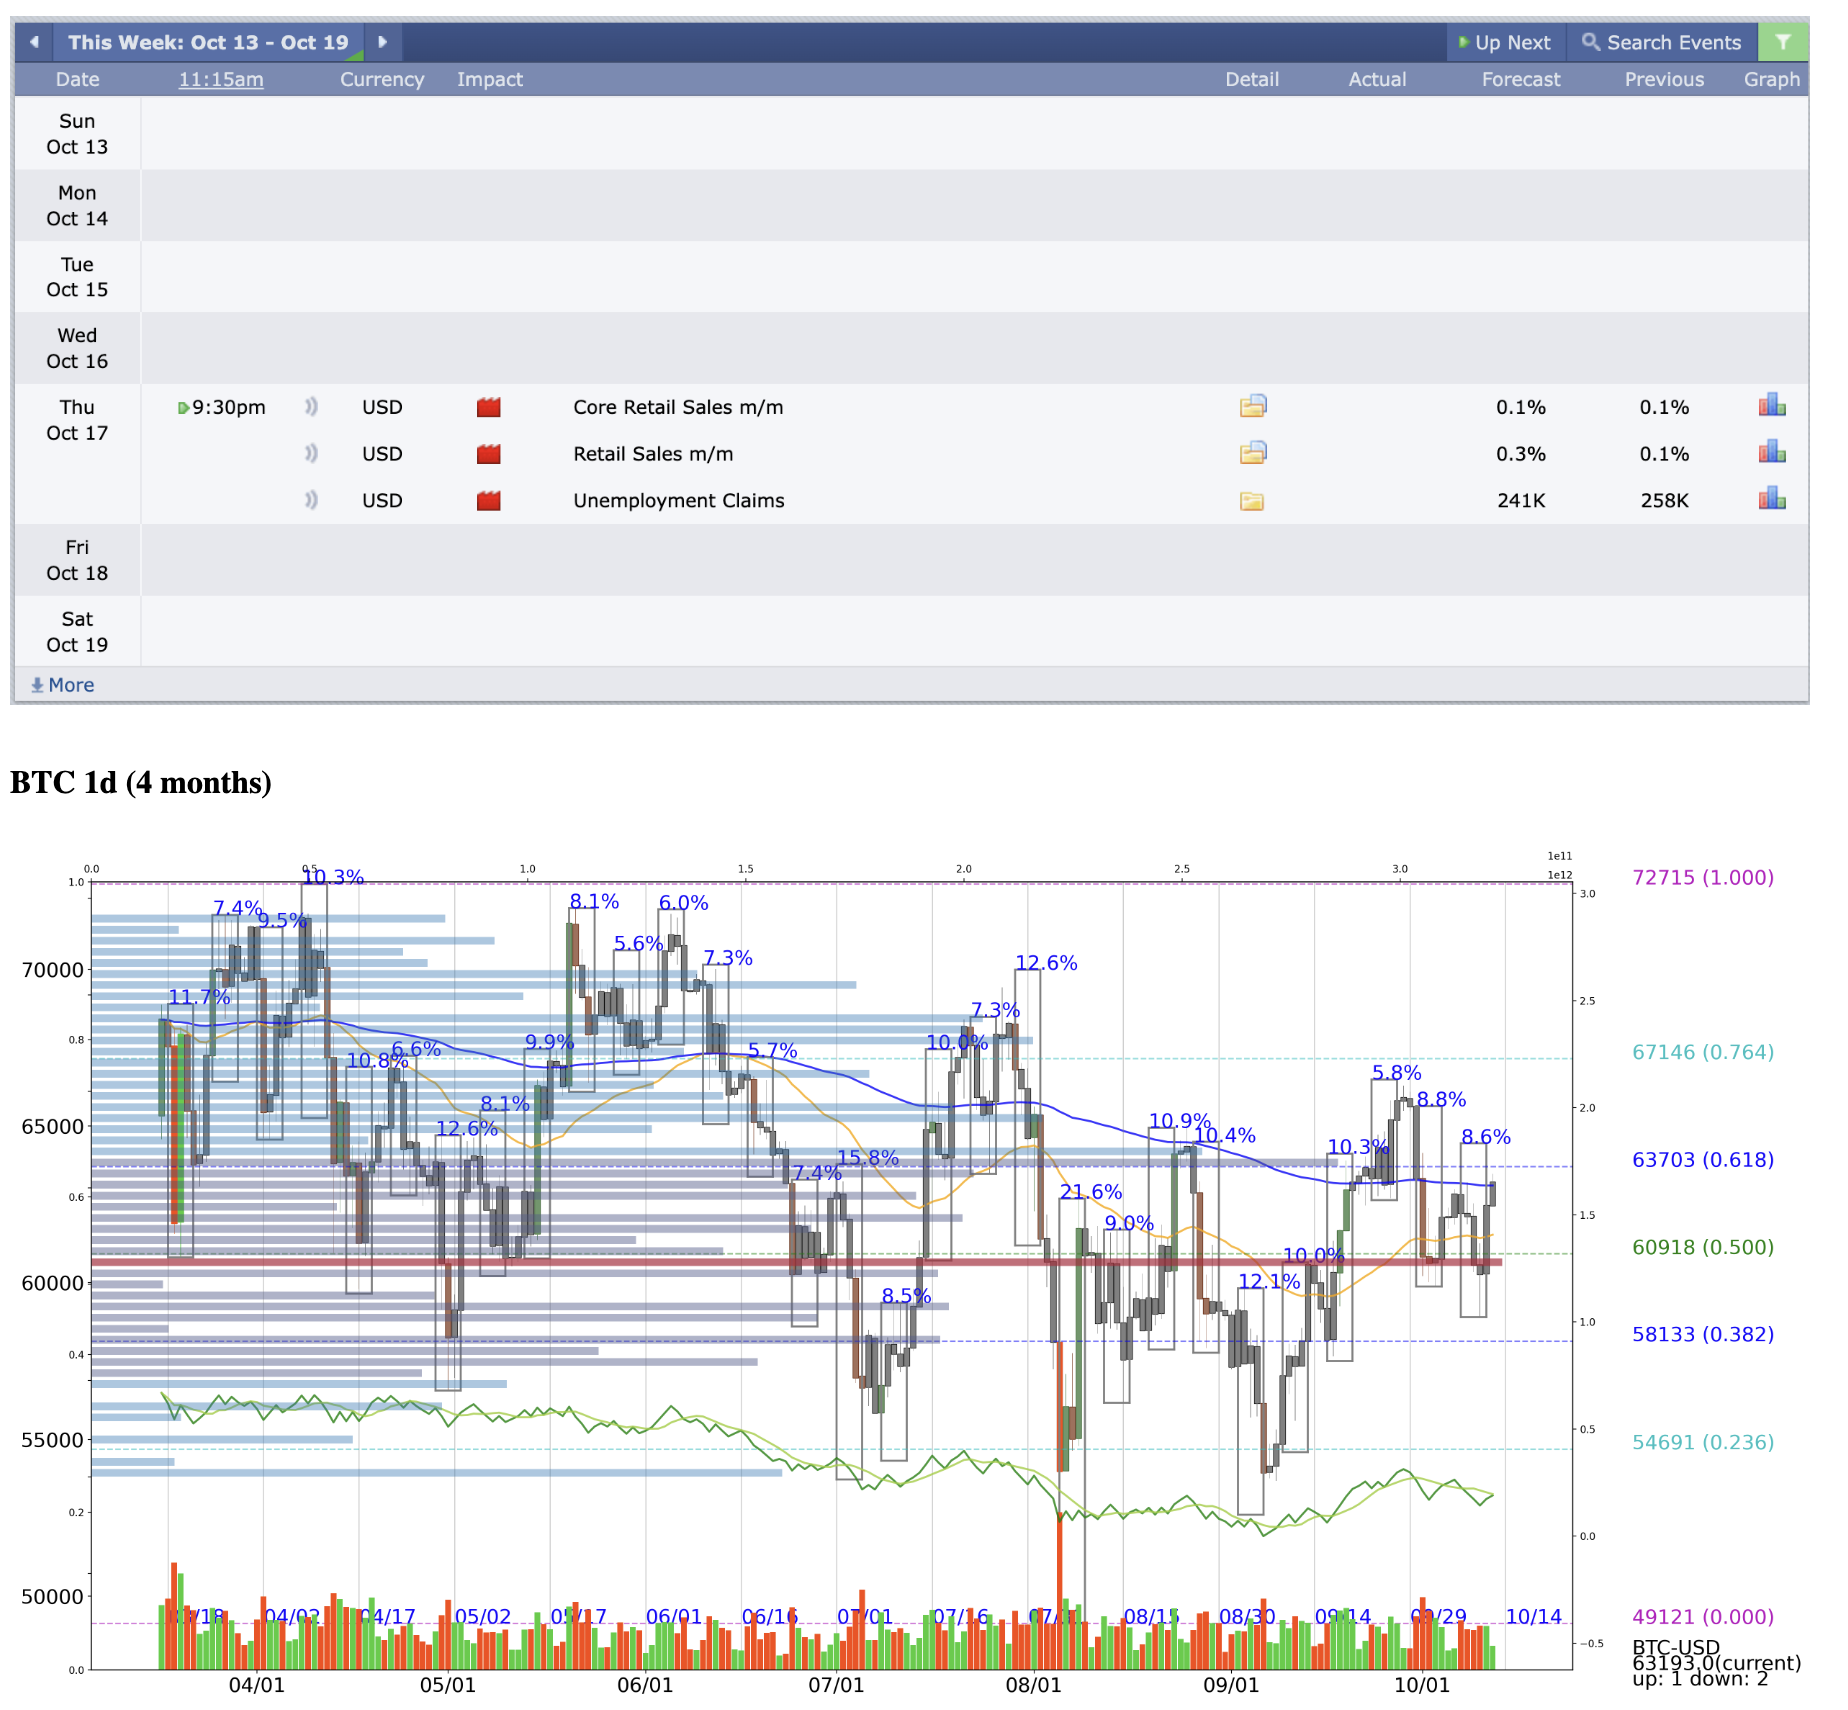 This Week: Oct 13 - Oct 19
Up Next
Search Events
Date 11:15am Currency Impact Detail Actual Forecast Previous Graph
Sun
Oct 13
Mon
Oct 14
Tue
Oct 15
Wed
Oct 16
Thu
Oct 17
9:30pm USD Core Retail Sales m/m 0.1% 0.1%
USD Retail Sales m/m 0.3% 0.1%
USD Unemployment Claims 241K 258K
Fri
Oct 18
Sat
Oct 19
More
BTC 1d (4 months)
1e11
0.0 0.5 1.0 1.5 2.0 2.5 3.0
1e12
1.0
0.8
0.6
0.4
0.2
0.0
70000
65000
60000
55000
50000
3.0
2.5
2.0
1.5
1.0
0.5
0.0
−0.5
11.7%
7.4%
9.5%
10.3%
10.8%
6.6%
12.6%
8.1%
9.9%
8.1%
5.6%
6.0%
7.3%
5.7%
7.4%
15.8%
8.5%
10.0%
7.3%
12.6%
21.6%
9.0%
10.9%
10.4%
12.1%
10.0%
10.3%
5.8%
8.8%
8.6%
72715 (1.000)
67146 (0.764)
63703 (0.618)
60918 (0.500)
58133 (0.382)
54691 (0.236)
49121 (0.000)
04/02 04/17 05/02 05/17 06/01 06/16 07/01 07/16 08/15 08/30 09/14 09/29 10/14
BTC-USD
63193.0(current)
up: 1 down: 2
04/01 05/01 06/01 07/01 08/01 09/01 10/01